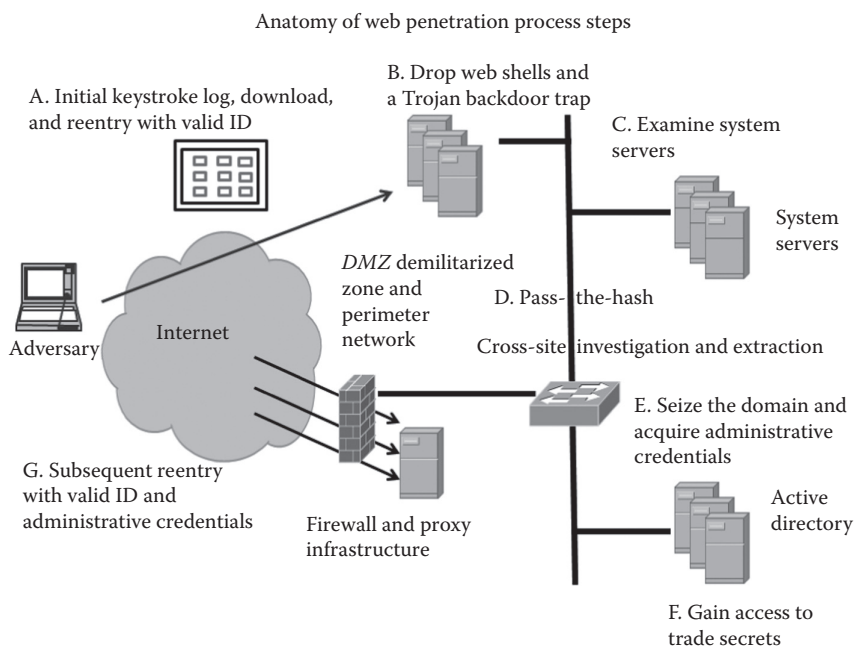 Anatomy of web penetration process steps
A. Initial keystroke log, download,
and reentry with valid ID
B. Drop web shells and
a Trojan backdoor trap
C. Examine system
servers
System
servers
DMZ demilitarized
zone and
perimeter
network
D. Pass-the-hash
Cross-site investigation and extraction
Adversary
Internet
E. Seize the domain and
acquire administrative
credentials
G. Subsequent reentry
with valid ID and
administrative credentials
Firewall and proxy
infrastructure
Active
directory
F. Gain access to
trade secrets